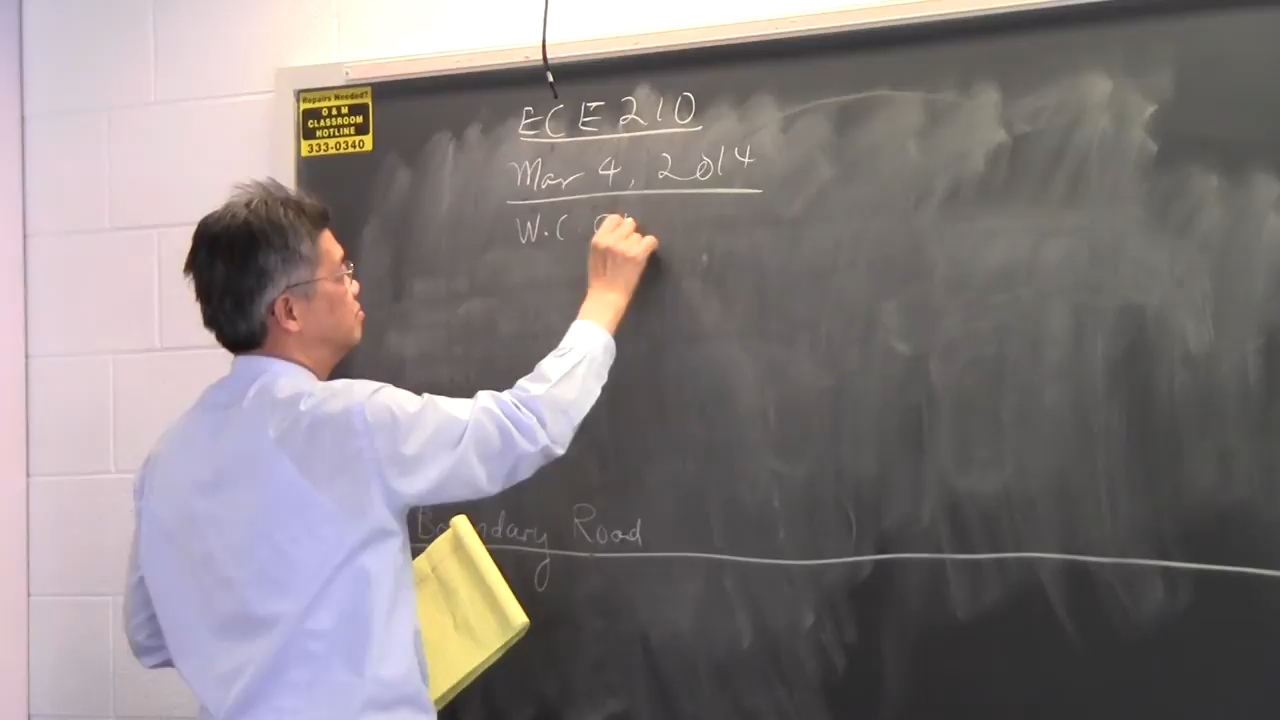 Repairs Needed?
O & M
CLASSROOM
HOTLINE
333-0340
ECE 210
Mar 4, 2014
W.C.
Boundary Road